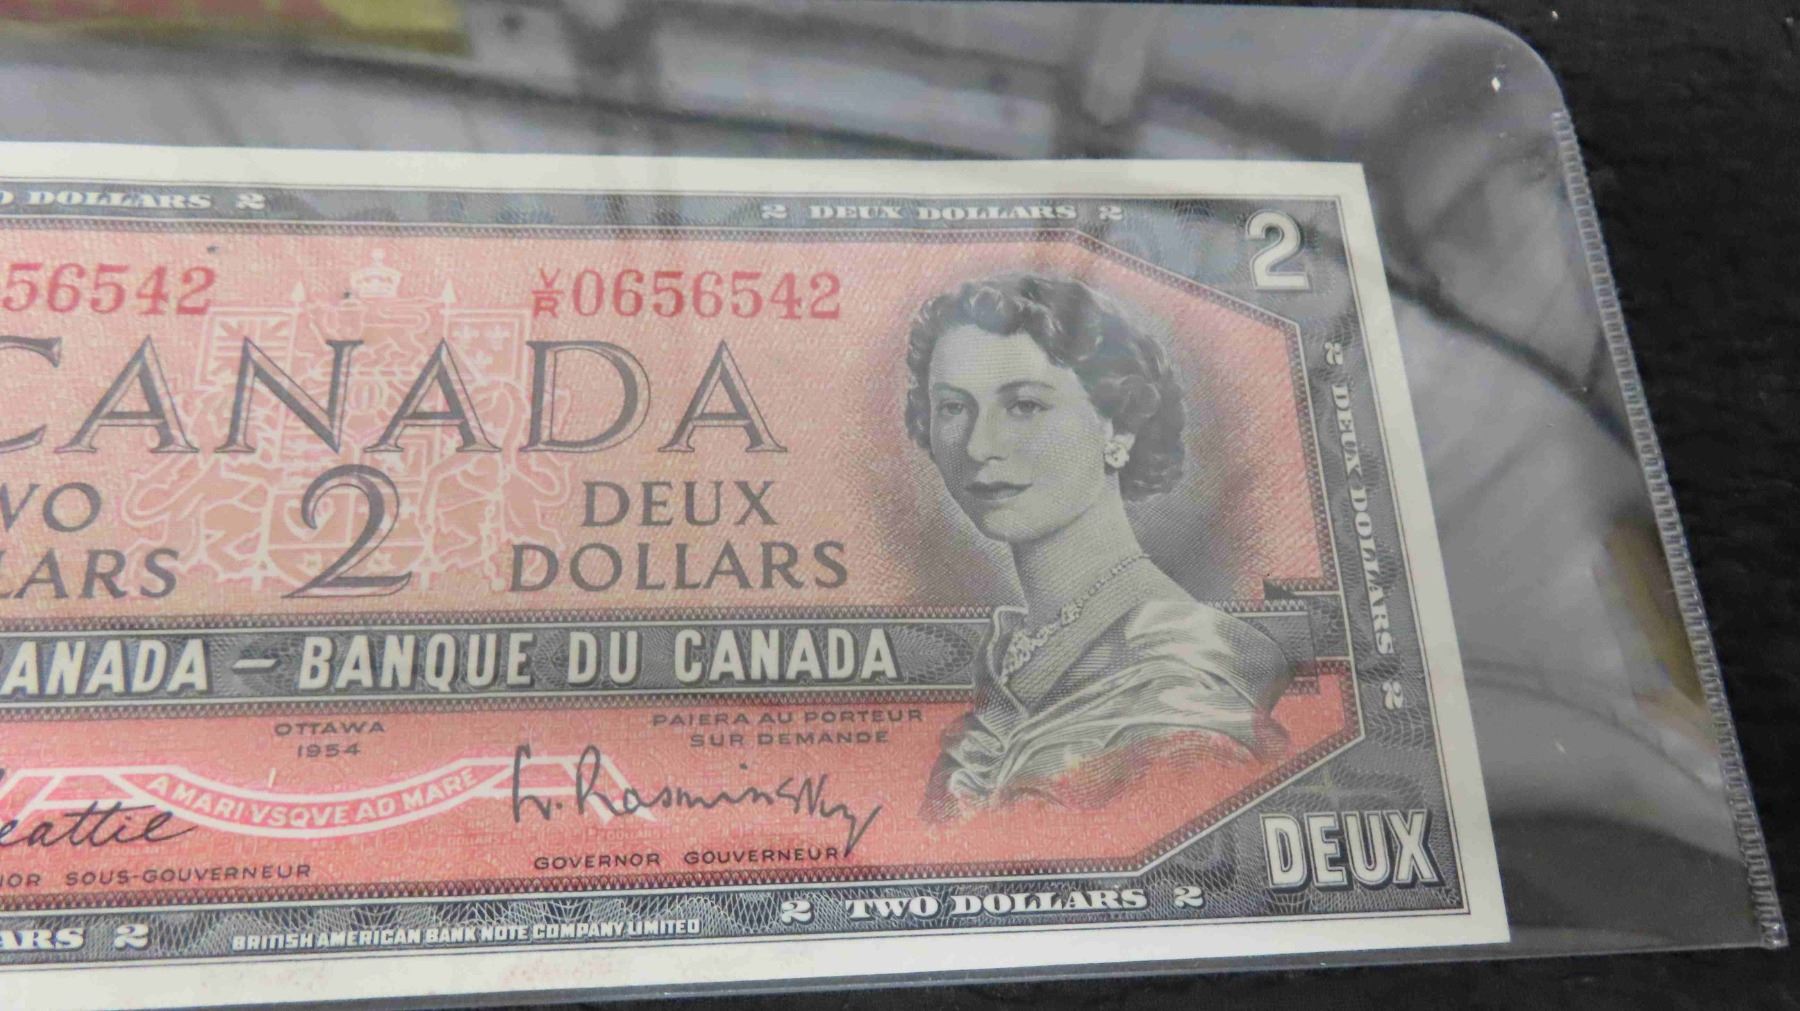 DOLLARS 2
2 DEUX DOLLARS 2
2
56542
V/R 0656542
CANADA
2
DEUX
DOLLARS
2 DEUX DOLLARS 2
ANADA – BANQUE DU CANADA
OTTAWA
1954
PAIERA AU PORTEUR
SUR DEMANDE
A MARI VSQVE AD MARE
eattie
L. Rasminsky
SOUS-GOUVERNEUR
GOVERNOR GOUVERNEUR
DEUX
ARS 2
BRITISH AMERICAN BANK NOTE COMPANY LIMITED
2 TWO DOLLARS 2